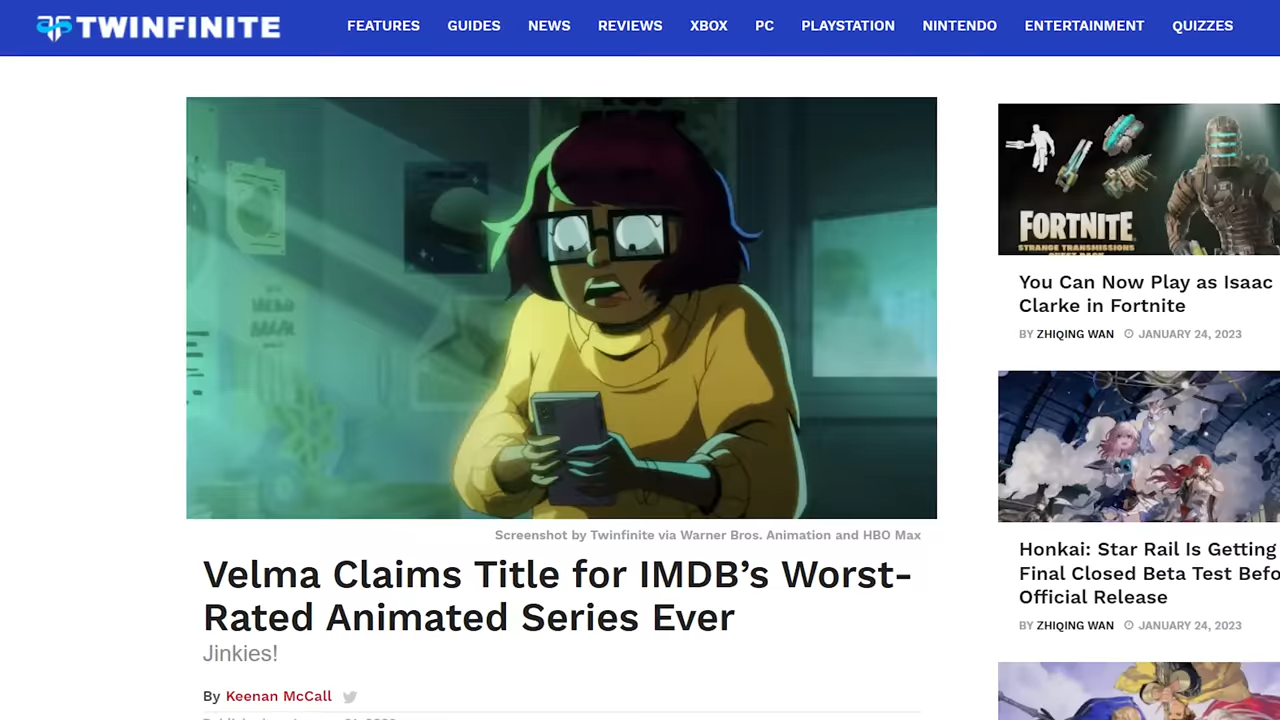 TWINFINITE
FEATURES GUIDES NEWS REVIEWS XBOX PC PLAYSTATION NINTENDO ENTERTAINMENT QUIZZES
Screenshot by Twinfinite via Warner Bros. Animation and HBO Max
Velma Claims Title for IMDB’s Worst-
Rated Animated Series Ever
Jinkies!
By Keenan McCall
FORTNITE
STRANGE TRANSMISSIONS
You Can Now Play as Isaac
Clarke in Fortnite
BY ZHIQING WAN JANUARY 24, 2023
Honkai: Star Rail Is Getting
Final Closed Beta Test Befo
Official Release
BY ZHIQING WAN JANUARY 24, 2023